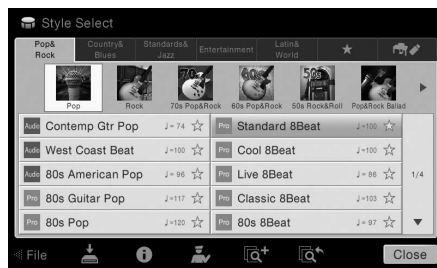 Style Select
Pop&
Rock
Country&
Blues
Standards&
Jazz
Entertainment
Latin&
World
70s
60s
50s
Pop
Rock
70s Pop&Rock
60s Pop&Rock
50s Rock&Roll
Pop&Rock Ballad
Audio Contemp Gtr Pop ♩= 74
Pro Standard 8Beat ♩=100
Audio West Coast Beat ♩=100
Pro Cool 8Beat ♩=100
Audio 80s American Pop ♩= 96
Pro Live 8Beat ♩= 86
1/4
Pro 80s Guitar Pop ♩=117
Pro Classic 8Beat ♩=103
Pro 80s Pop ♩=120
Pro 80s 8Beat ♩= 97
File
Close